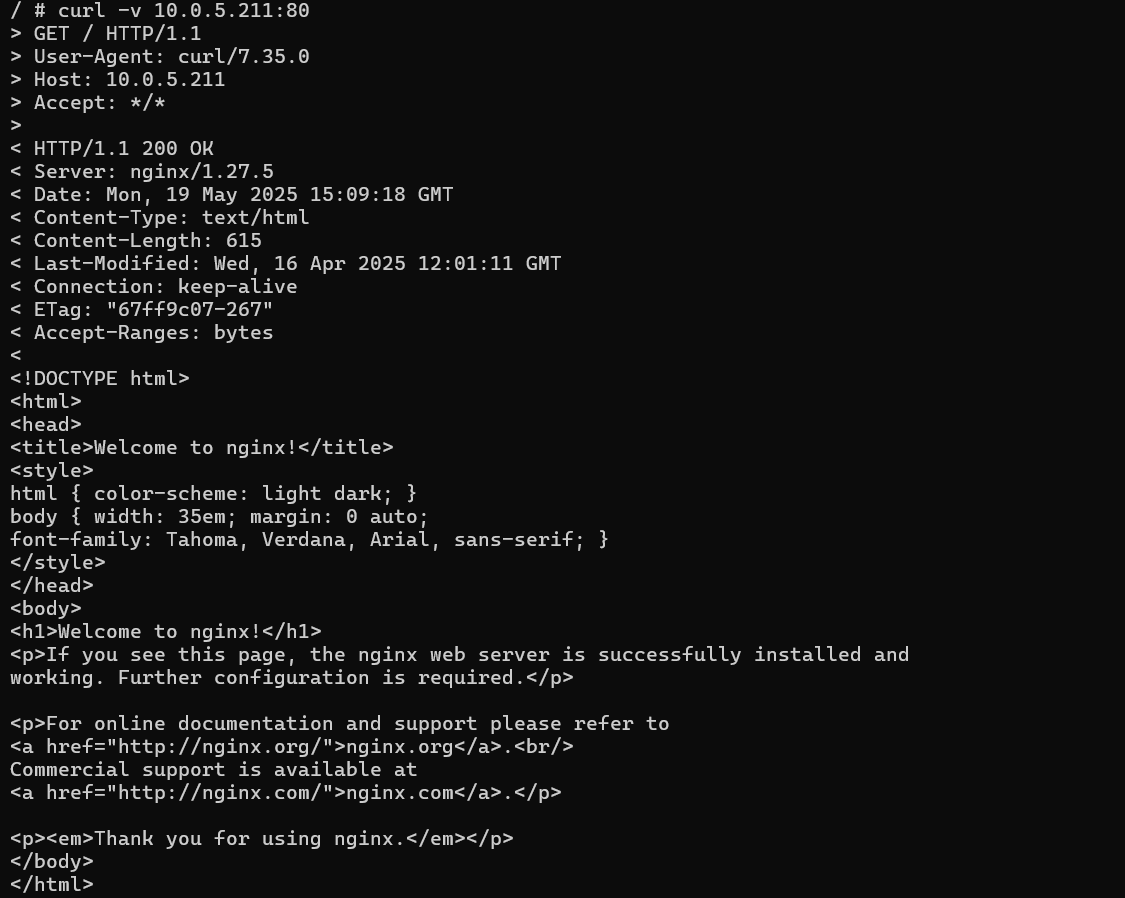 / # curl -v 10.0.5.211:80
> GET / HTTP/1.1
> User-Agent: curl/7.35.0
> Host: 10.0.5.211
> Accept: */*
>
< HTTP/1.1 200 OK
< Server: nginx/1.27.5
< Date: Mon, 19 May 2025 15:09:18 GMT
< Content-Type: text/html
< Content-Length: 615
< Last-Modified: Wed, 16 Apr 2025 12:01:11 GMT
< Connection: keep-alive
< ETag: "67ff9c07-267"
< Accept-Ranges: bytes
<
<!DOCTYPE html>
<html>
<head>
<title>Welcome to nginx!</title>
<style>
html { color-scheme: light dark; }
body { width: 35em; margin: 0 auto;
font-family: Tahoma, Verdana, Arial, sans-serif; }
</style>
</head>
<body>
<h1>Welcome to nginx!</h1>
<p>If you see this page, the nginx web server is successfully installed and
working. Further configuration is required.</p>

<p>For online documentation and support please refer to
<a href="http://nginx.org/">nginx.org</a>.<br/>
Commercial support is available at
<a href="http://nginx.com/">nginx.com</a>.</p>

<p><em>Thank you for using nginx.</em></p>
</body>
</html>